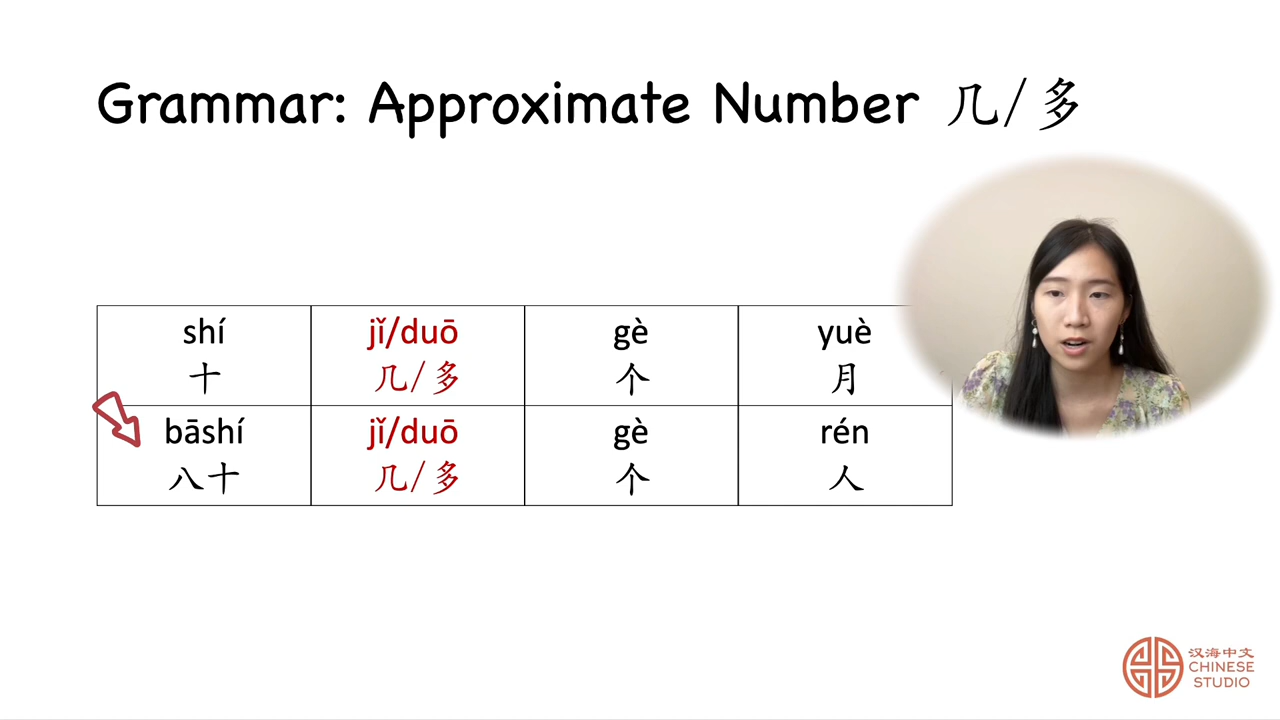 Grammar: Approximate Number 几/多
shí jǐ/duō gè yuè
十 几/多 个 月
bāshí jǐ/duō gè rén
八十 几/多 个 人
汉海中文
CHINESE
STUDIO